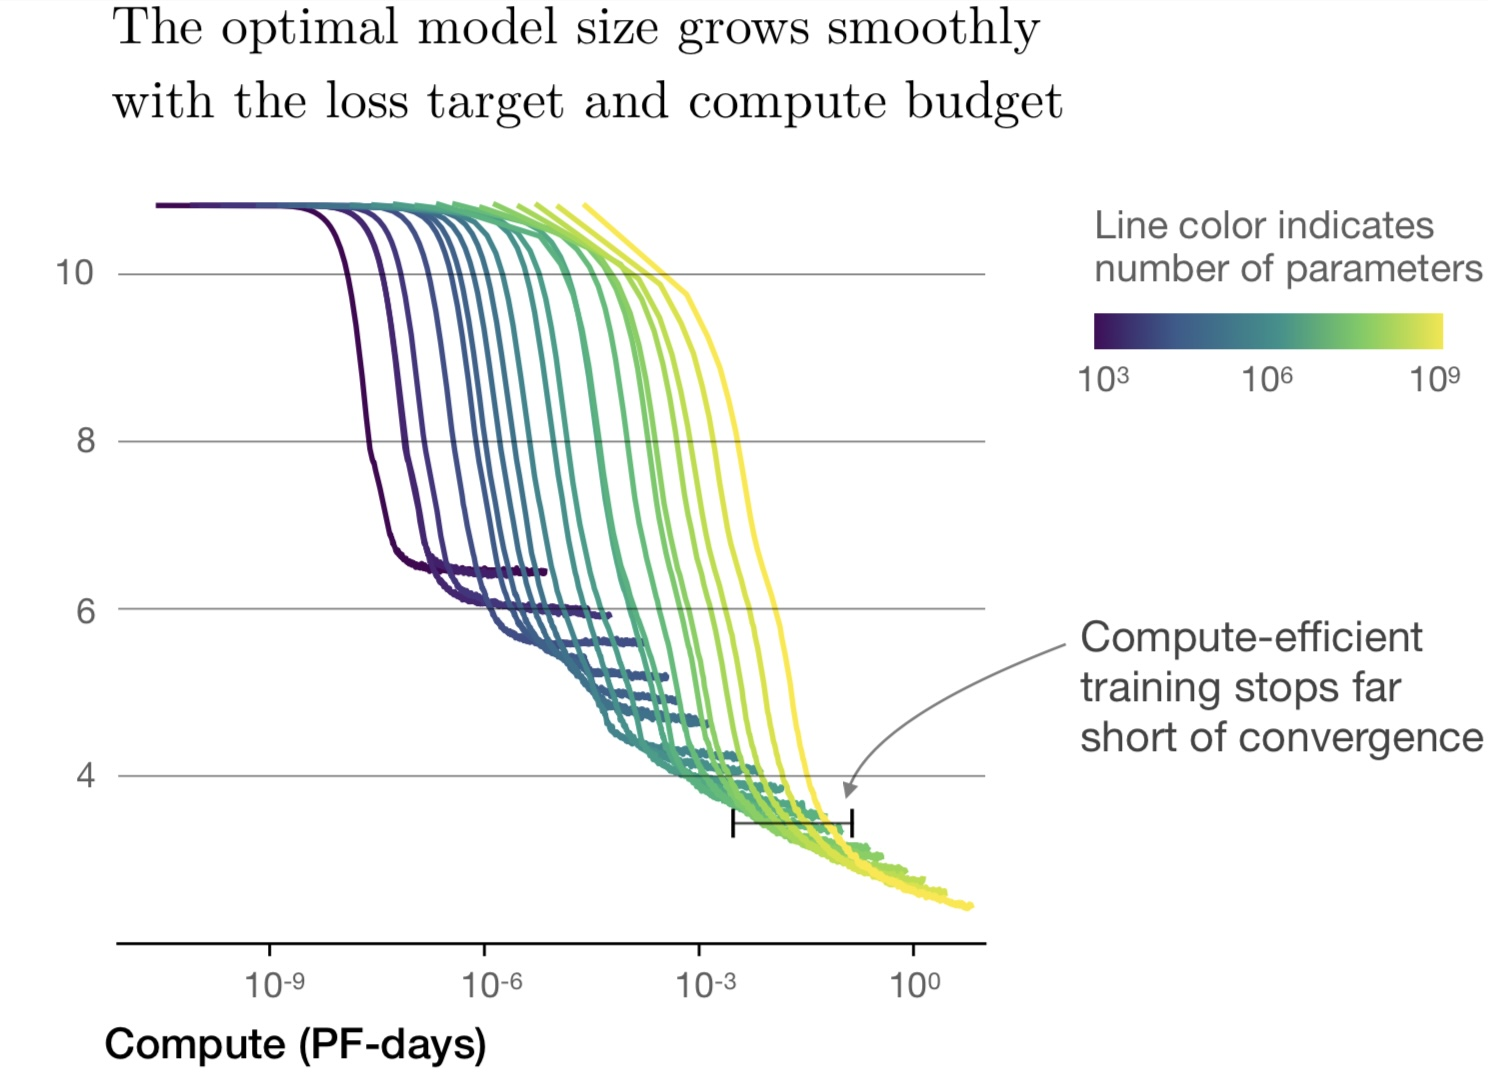 The optimal model size grows smoothly
with the loss target and compute budget
10
8
6
4
10⁻⁹
10⁻⁶
10⁻³
10⁰
Compute (PF-days)
Line color indicates
number of parameters
10³
10⁶
10⁹
Compute-efficient
training stops far
short of convergence